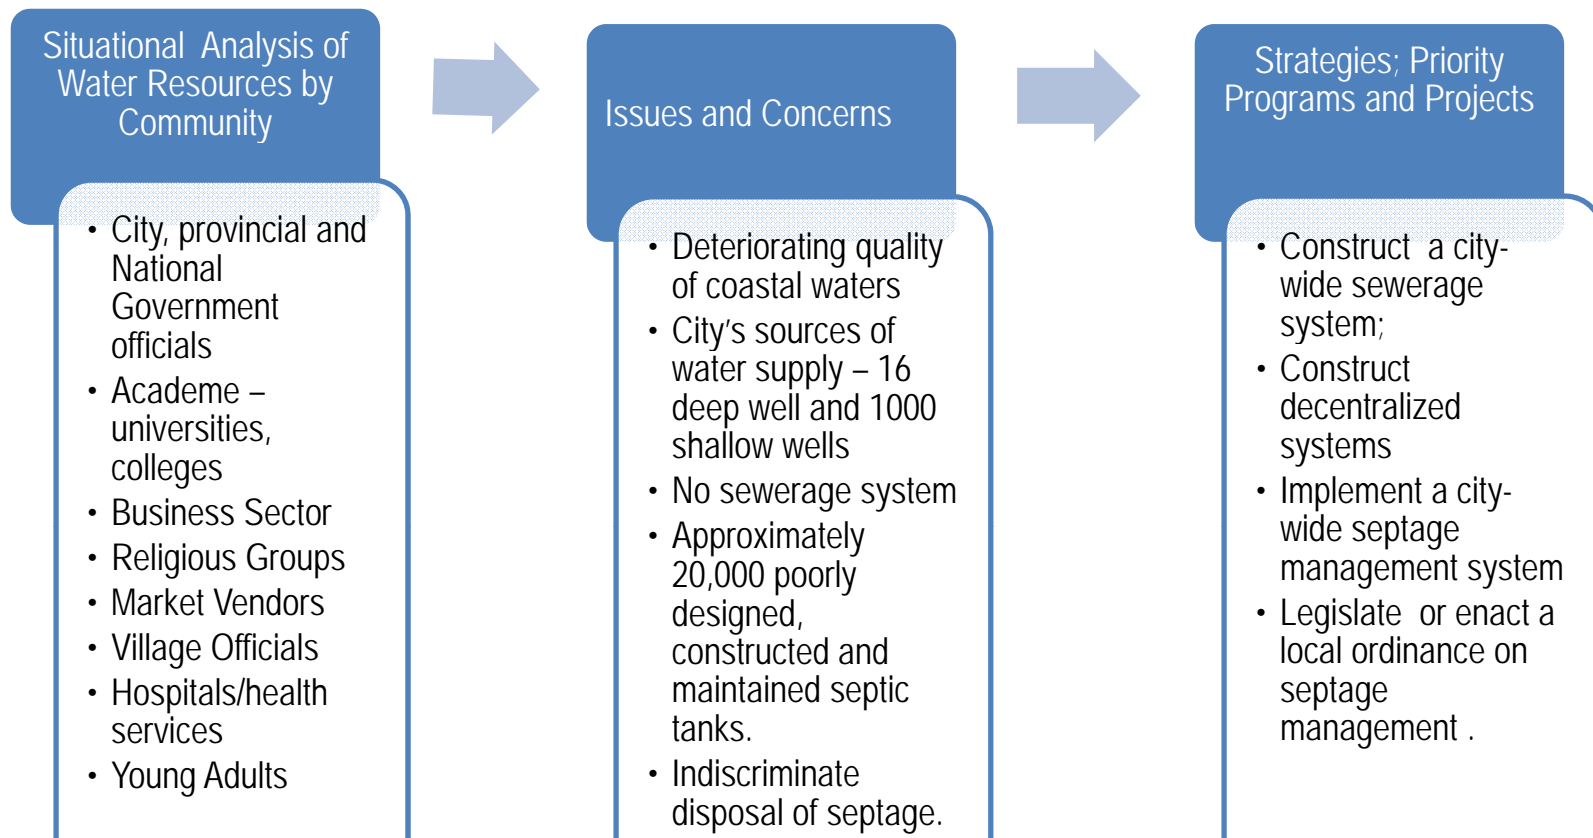 Situational Analysis of
Water Resources by
Community
• City, provincial and
National
Government
officials
• Academe –
universities,
colleges
• Business Sector
• Religious Groups
• Market Vendors
• Village Officials
• Hospitals/health
services
• Young Adults
Issues and Concerns
• Deteriorating quality
of coastal waters
• City’s sources of
water supply – 16
deep well and 1000
shallow wells
• No sewerage system
• Approximately
20,000 poorly
designed,
constructed and
maintained septic
tanks.
• Indiscriminate
disposal of septage.
Strategies; Priority
Programs and Projects
• Construct a city-
wide sewerage
system;
• Construct
decentralized
systems
• Implement a city-
wide septage
management system
• Legislate or enact a
local ordinance on
septage
management .